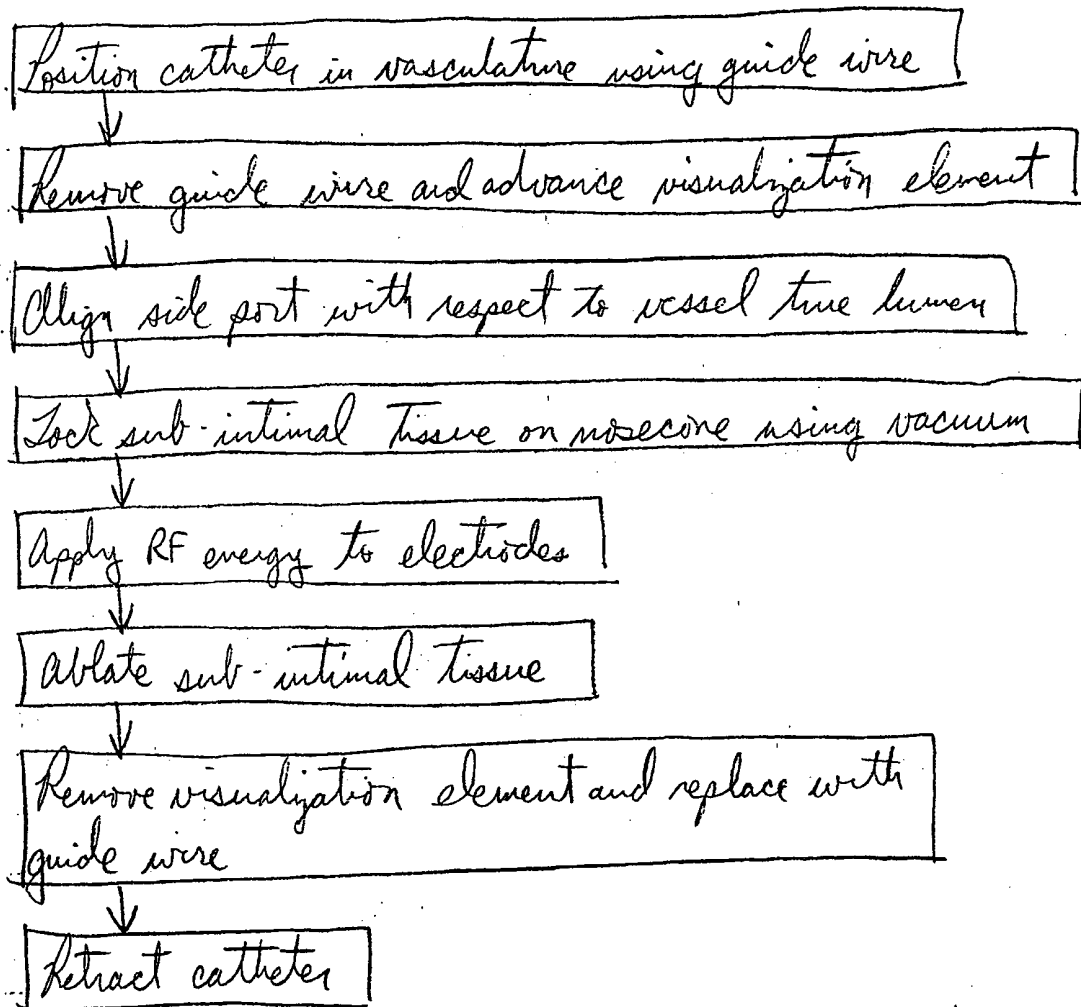 Position catheter in vasculature using guide wire
Remove guide wire and advance visualization element
Align side port with respect to vessel true lumen
Lock sub-intimal tissue on nosecone using vacuum
Apply RF energy to electrodes
Ablate sub-intimal tissue
Remove visualization element and replace with
guide wire
Retract catheter